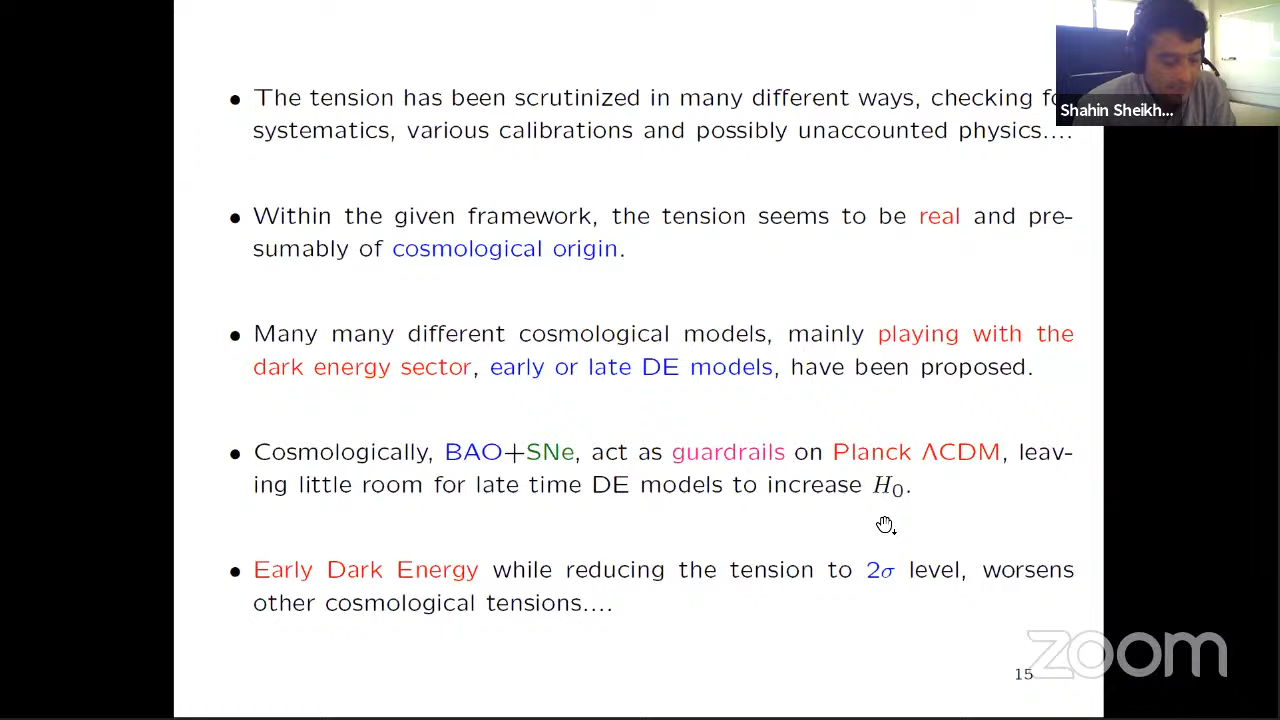 • The tension has been scrutinized in many different ways, checking fo
systematics, various calibrations and possibly unaccounted physics....
Shahin Sheikh...
• Within the given framework, the tension seems to be real and pre-
sumably of cosmological origin.
• Many many different cosmological models, mainly playing with the
dark energy sector, early or late DE models, have been proposed.
• Cosmologically, BAO+SNe, act as guardrails on Planck ΛCDM, leav-
ing little room for late time DE models to increase H₀.
• Early Dark Energy while reducing the tension to 2σ level, worsens
other cosmological tensions....
zoom
15